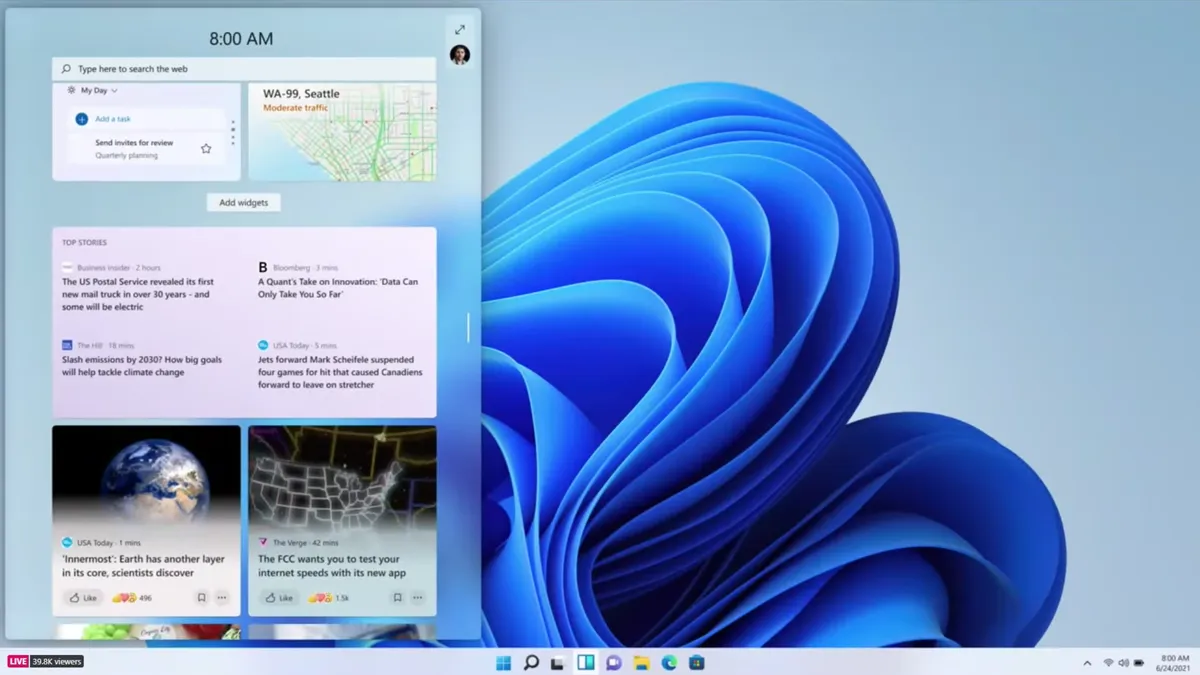 8:00 AM
Type here to search the web
My Day
Add a task
Send invites for review
Quarterly planning
WA-99, Seattle
Moderate traffic
Add widgets
TOP STORIES
Business Insider · 2 hours
The US Postal Service revealed its first
new mail truck in over 30 years - and
some will be electric
B Bloomberg · 3 mins
A Quant's Take on Innovation: 'Data Can
Only Take You So Far'
The Hill · 18 mins
Slash emissions by 2030? How big goals
will help tackle climate change
USA Today · 5 mins
Jets forward Mark Scheifele suspended
four games for hit that caused Canadiens
forward to leave on stretcher
USA Today · 1 mins
'Innermost': Earth has another layer
in its core, scientists discover
Like 496
The Verge · 42 mins
The FCC wants you to test your
internet speeds with its new app
Like 1.5k
LIVE 39.8K viewers
8:00 AM
6/24/2021